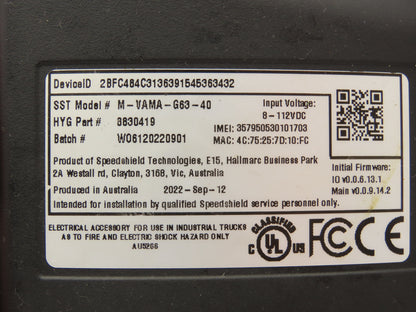 DeviceID 2BFC484C3136391545363432
SST Model # M-VAMA-G63-40
HYG Part # 8830419
Batch # WO6120220901
Input Voltage:
8-112VDC
IMEI: 357950530101703
MAC: 4C:75:25:7D:10:FC
Product of Speedshield Technologies, E15, Hallmarc Business Park
2A Westall rd, Clayton, 3168, Vic, Australia
Produced in Australia 2022-Sep-12
Intended for installation by qualified Speedshield service personnel only.
Initial Firmware:
IO v0.0.6.13.1
Main v0.0.9.14.2
ELECTRICAL ACCESSORY FOR USE IN INDUSTRIAL TRUCKS
AS TO FIRE AND ELECTRIC SHOCK HAZARD ONLY
AU5266
CLASSIFIED
C UL US
FCC CE